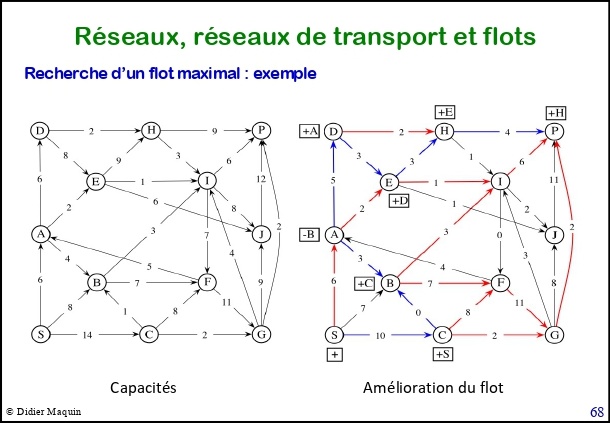 Réseaux, réseaux de transport et flots
Recherche d'un flot maximal : exemple
D 2 H 9 P
8 9 3 6
E 1 I 12
6 2 6 8 2
A 3 J
4 5 7 4
B 7 F 9
6 8 1 8 11
S 14 C 2 G
Capacités
+E +H
+A D 2 H 4 P
3 3 1 6
E 1 I 11
+D
5 2 1 2 2
-B A 3 J
3 4 0 3
+C B 7 F 8
6 7 0 8 11
S 10 C 2 G
+ +S
Amélioration du flot
© Didier Maquin 68